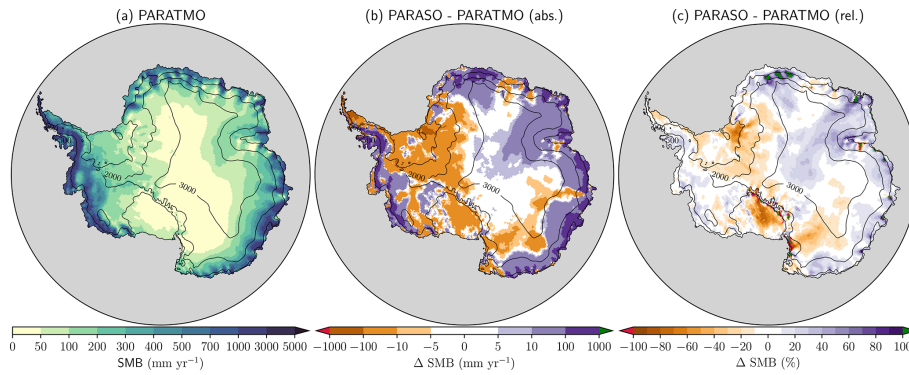 (a) PARATMO
(b) PARASO - PARATMO (abs.)
(c) PARASO - PARATMO (rel.)
2000
3000
2000
3000
2000
3000
0 50 100 200 300 400 500 700 1000 3000 5000
−1000 −100 −10 −5 0 5 10 100 1000
−100 −80 −60 −40 −20 0 20 40 60 80 100
SMB (mm yr⁻¹)
Δ SMB (mm yr⁻¹)
Δ SMB (%)